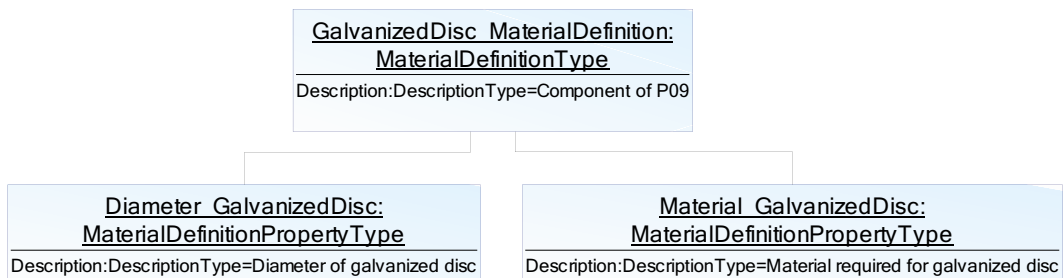 GalvanizedDisc_MaterialDefinition:
MaterialDefinitionType
Description:DescriptionType=Component of P09
Diameter_GalvanizedDisc:
MaterialDefinitionPropertyType
Description:DescriptionType=Diameter of galvanized disc
Material_GalvanizedDisc:
MaterialDefinitionPropertyType
Description:DescriptionType=Material required for galvanized disc